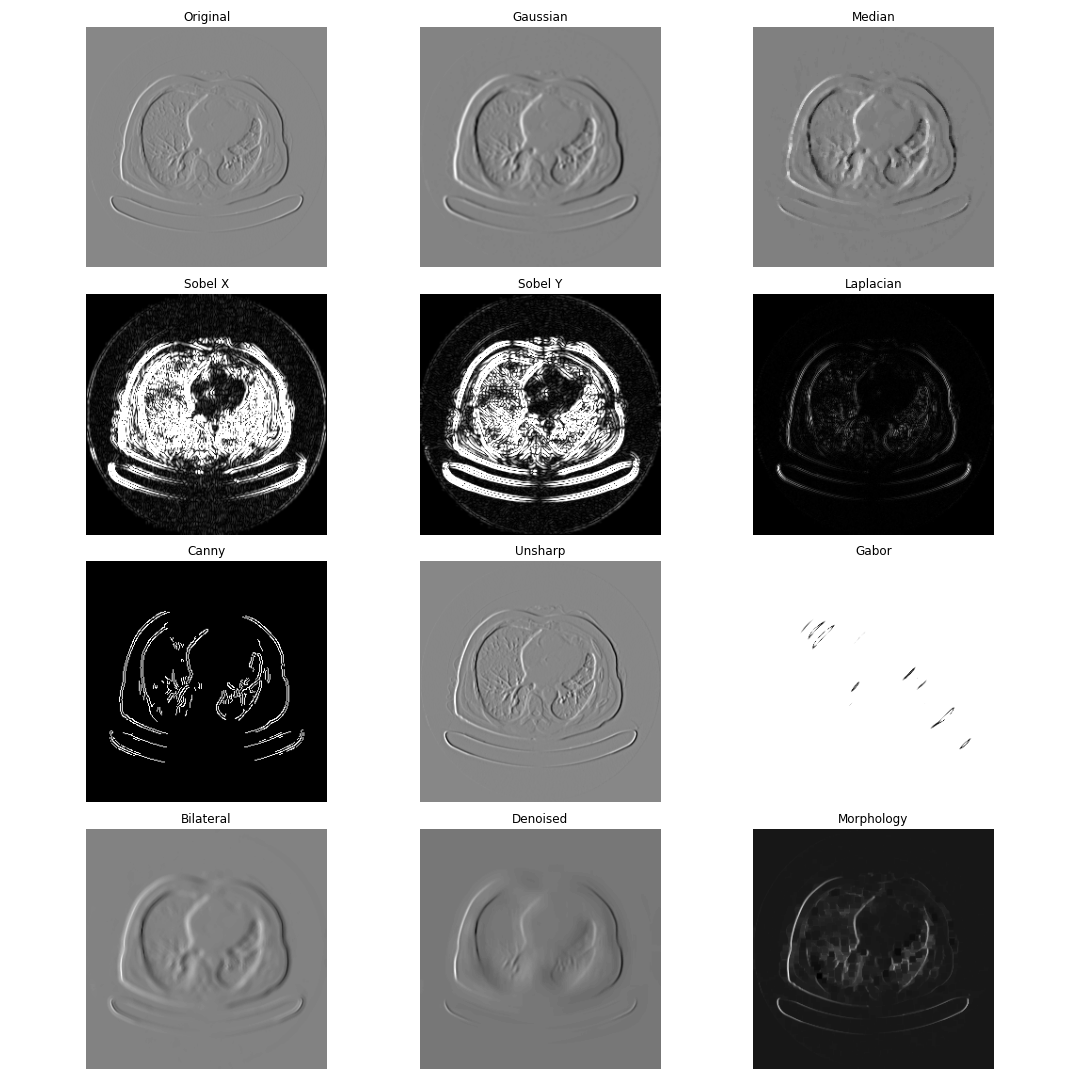 Original
Gaussian
Median
Sobel X
Sobel Y
Laplacian
Canny
Unsharp
Gabor
Bilateral
Denoised
Morphology